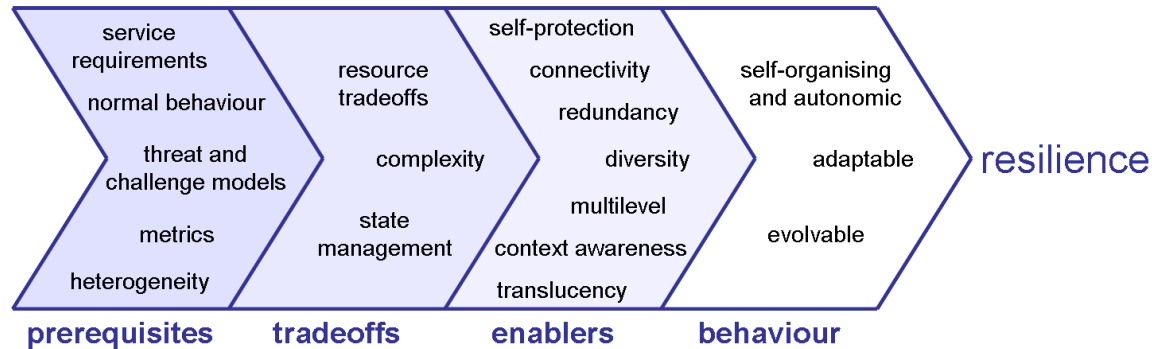 service
requirements
normal behaviour
threat and
challenge models
metrics
heterogeneity
prerequisites
resource
tradeoffs
complexity
state
management
tradeoffs
self-protection
connectivity
redundancy
diversity
multilevel
context awareness
translucency
enablers
self-organising
and autonomic
adaptable
evolvable
behaviour
resilience